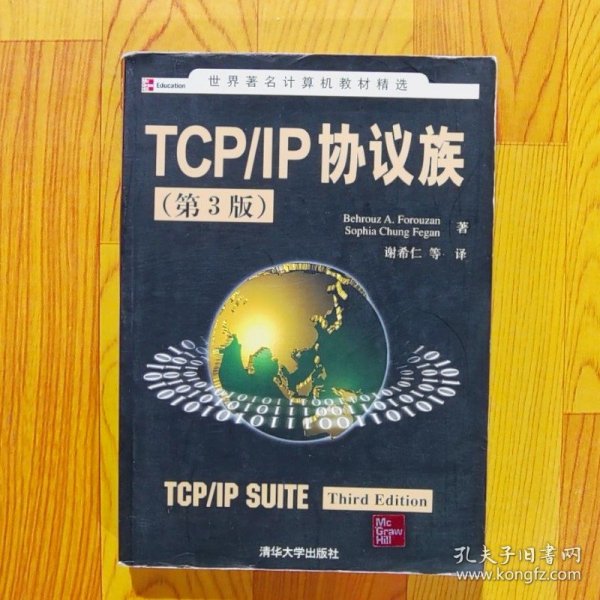 Education
世界著名计算机教材精选
TCP/IP 协议族
(第3版)
Behrouz A. Forouzan
Sophia Chung Fegan
著
谢希仁 等 译
TCP/IP SUITE Third Edition
Mc
Graw
Hill
清华大学出版社
孔夫子旧书网
www.kongfz.com